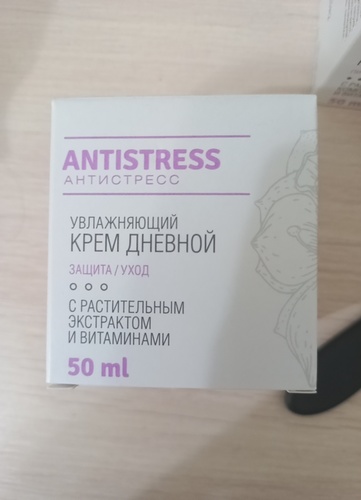 ANTISTRESS
АНТИСТРЕСС
УВЛАЖНЯЮЩИЙ
КРЕМ ДНЕВНОЙ
ЗАЩИТА / УХОД
С РАСТИТЕЛЬНЫМ
ЭКСТРАКТОМ
И ВИТАМИНАМИ
50 ml